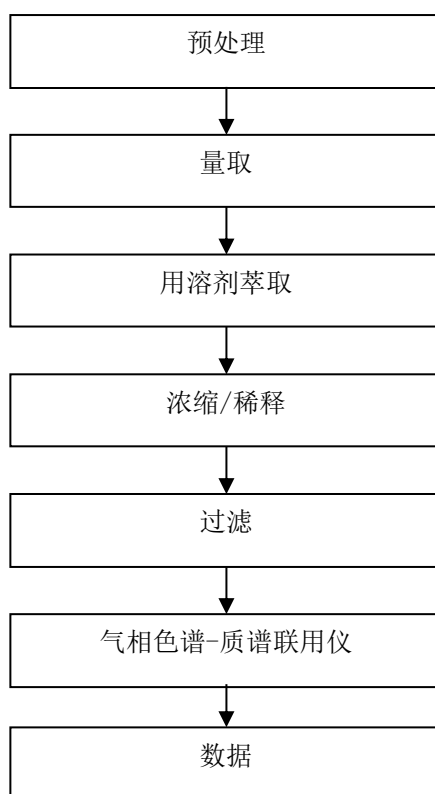 预处理
量取
用溶剂萃取
浓缩/稀释
过滤
气相色谱-质谱联用仪
数据